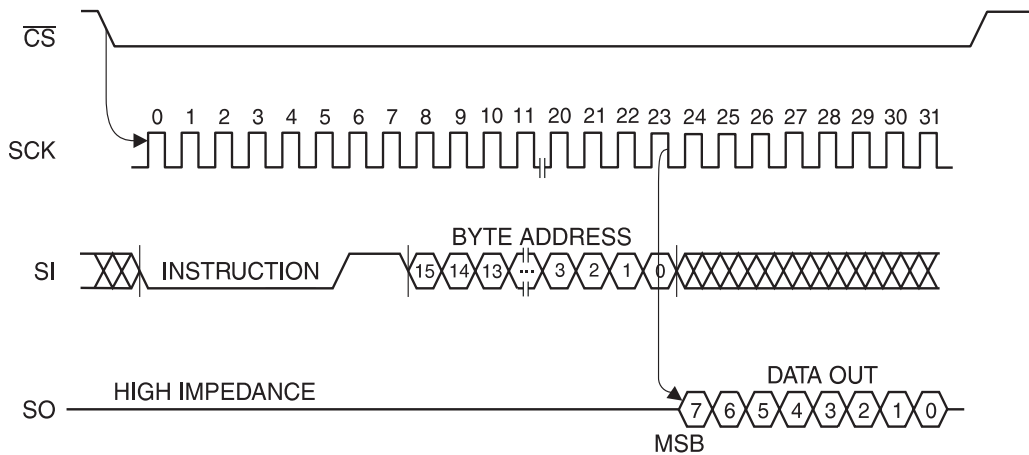 CS
0 1 2 3 4 5 6 7 8 9 10 11 20 21 22 23 24 25 26 27 28 29 30 31
SCK
BYTE ADDRESS
SI INSTRUCTION 15 14 13 ... 3 2 1 0
HIGH IMPEDANCE DATA OUT
SO 7 6 5 4 3 2 1 0
MSB